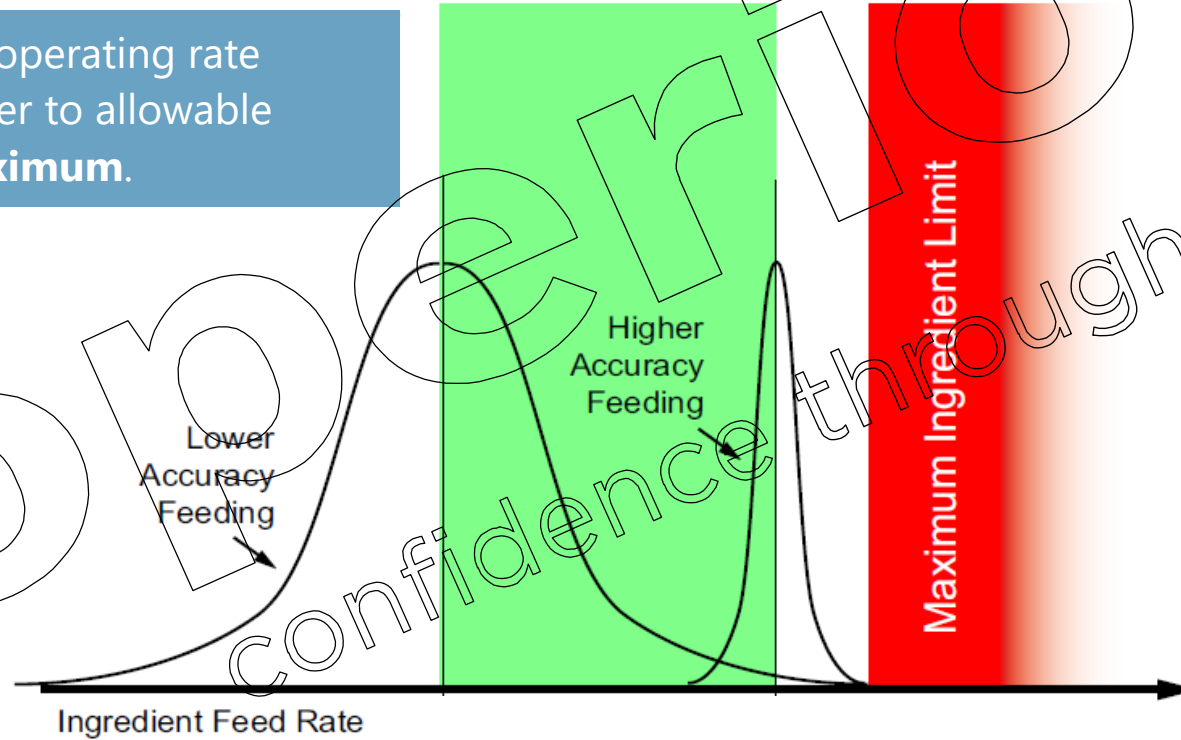 operating rate
er to allowable
ximum.
Higher
Accuracy
Feeding
Lower
Accuracy
Feeding
Maximum Ingredient Limit
Ingredient Feed Rate
operio
confidence through